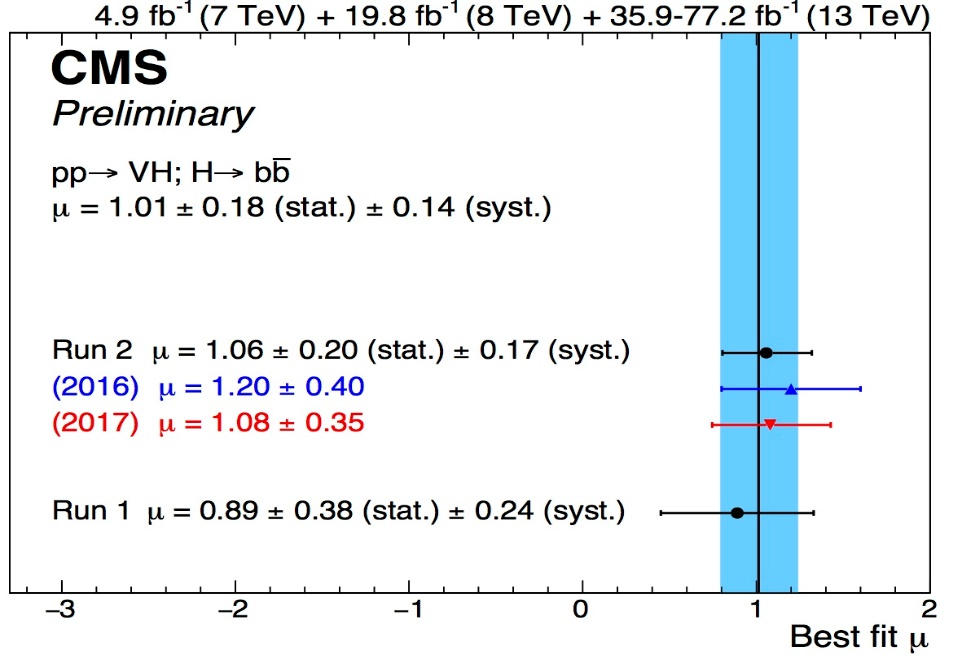 4.9 fb⁻¹ (7 TeV) + 19.8 fb⁻¹ (8 TeV) + 35.9-77.2 fb⁻¹ (13 TeV)
CMS
Preliminary
pp→ VH; H→ bb̅
μ = 1.01 ± 0.18 (stat.) ± 0.14 (syst.)
Run 2 μ = 1.06 ± 0.20 (stat.) ± 0.17 (syst.)
(2016) μ = 1.20 ± 0.40
(2017) μ = 1.08 ± 0.35
Run 1 μ = 0.89 ± 0.38 (stat.) ± 0.24 (syst.)
−3 −2 −1 0 1 2
Best fit μ